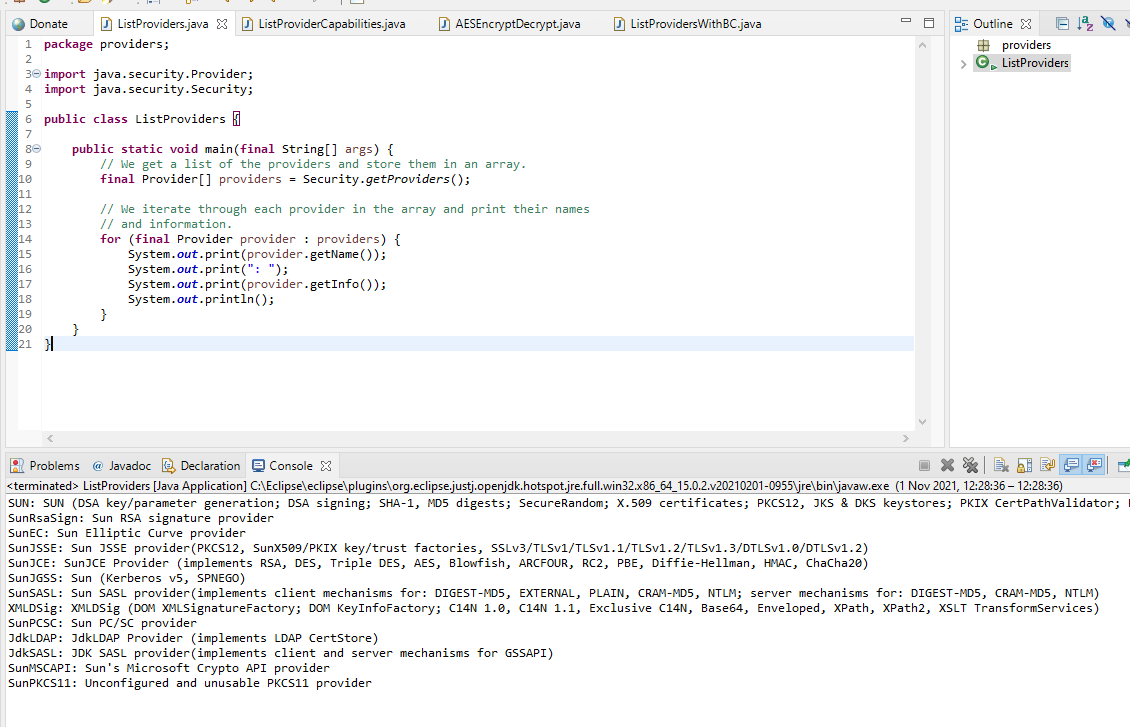 Donate
ListProviders.java
ListProviderCapabilities.java
AESEncryptDecrypt.java
ListProvidersWithBC.java
Outline
1 package providers;
2
3 import java.security.Provider;
4 import java.security.Security;
5
6 public class ListProviders {
7
8 public static void main(final String[] args) {
9 // We get a list of the providers and store them in an array.
10 final Provider[] providers = Security.getProviders();
11
12 // We iterate through each provider in the array and print their names
13 // and information.
14 for (final Provider provider : providers) {
15 System.out.print(provider.getName());
16 System.out.print(": ");
17 System.out.print(provider.getInfo());
18 System.out.println();
19 }
20 }
21 }
providers
ListProviders
Problems
Javadoc
Declaration
Console
<terminated> ListProviders [Java Application] C:\Eclipse\eclipse\plugins\org.eclipse.justj.openjdk.hotspot.jre.full.win32.x86_64_15.0.2.v20210201-0955\jre\bin\javaw.exe (1 Nov 2021, 12:28:36 – 12:28:36)
SUN: SUN (DSA key/parameter generation; DSA signing; SHA-1, MD5 digests; SecureRandom; X.509 certificates; PKCS12, JKS & DKS keystores; PKIX CertPathValidator;
SunRsaSign: Sun RSA signature provider
SunEC: Sun Elliptic Curve provider
SunJSSE: Sun JSSE provider(PKCS12, SunX509/PKIX key/trust factories, SSLv3/TLSv1/TLSv1.1/TLSv1.2/TLSv1.3/DTLSv1.0/DTLSv1.2)
SunJCE: SunJCE Provider (implements RSA, DES, Triple DES, AES, Blowfish, ARCFOUR, RC2, PBE, Diffie-Hellman, HMAC, ChaCha20)
SunJGSS: Sun (Kerberos v5, SPNEGO)
SunSASL: Sun SASL provider(implements client mechanisms for: DIGEST-MD5, EXTERNAL, PLAIN, CRAM-MD5, NTLM; server mechanisms for: DIGEST-MD5, CRAM-MD5, NTLM)
XMLDSig: XMLDSig (DOM XMLSignatureFactory; DOM KeyInfoFactory; C14N 1.0, C14N 1.1, Exclusive C14N, Base64, Enveloped, XPath, XPath2, XSLT TransformServices)
SunPCSC: Sun PC/SC provider
JdkLDAP: JdkLDAP Provider (implements LDAP CertStore)
JdkSASL: JDK SASL provider(implements client and server mechanisms for GSSAPI)
SunMSCAPI: Sun's Microsoft Crypto API provider
SunPKCS11: Unconfigured and unusable PKCS11 provider